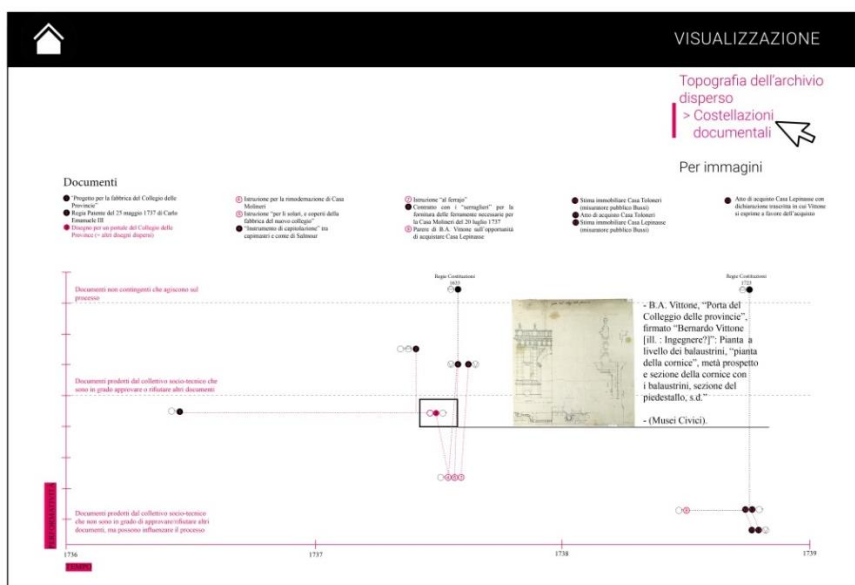 VISUALIZZAZIONE
Topografia dell'archivio
disperso
> Costellazioni
documentali
Per immagini
Documenti
"Progetto per la fabbrica del Collegio delle
Provincie"
Regia Patente del 25 maggio 1737 di Carlo
Emanuele III
Disegno per un portale del Collegio delle
Province (+ altri disegni dispersi)
Istruzione per la rimodernazione di Casa
Molineri
Istruzione "per li solari, e coperti della
fabbrica del nuovo collegio"
"Instrumento di capitolazione" tra
capimastri e conte di Salmour
Istruzione "al ferrajo"
Contratto con i "serraglieri" per la
fornitura delle ferramente necessarie per
la Casa Molineri del 20 luglio 1737
Parere di B.A. Vittone sull'opportunità
di acquistare Casa Lepinasse
Stima immobiliare Casa Toloneri
(misuratore pubblico Bussi)
Atto di acquisto Casa Toloneri
Stima immobiliare Casa Lepinasse
(misuratore pubblico Bussi)
Atto di acquisto Casa Lepinasse con
dichiarazione trascritta in cui Vittone
si esprime a favore dell'acquisto
Regie Costituzioni
Regie Costituzioni
1723
Documenti non contingenti che agiscono sul
processo
- B.A. Vittone, "Porta del
Colleggio delle provincie",
firmato "Bernardo Vittone
[ill. : Ingegnere?]"; Pianta a
livello dei balaustrini, "pianta
della cornice", metà prospetto
e sezione della cornice con
i balaustrini, sezione del
piedestallo, s.d."
- (Musei Civici).
Documenti prodotti dal collettivo socio-tecnico che
sono in grado approvare o rifiutare altri documenti
Documenti prodotti dal collettivo socio-tecnico
che non sono in grado di approvare/rifiutare altri
documenti, ma possono influenzare il processo
PERFORMATIVITÀ
1736
1737
1738
1739
TEMPO